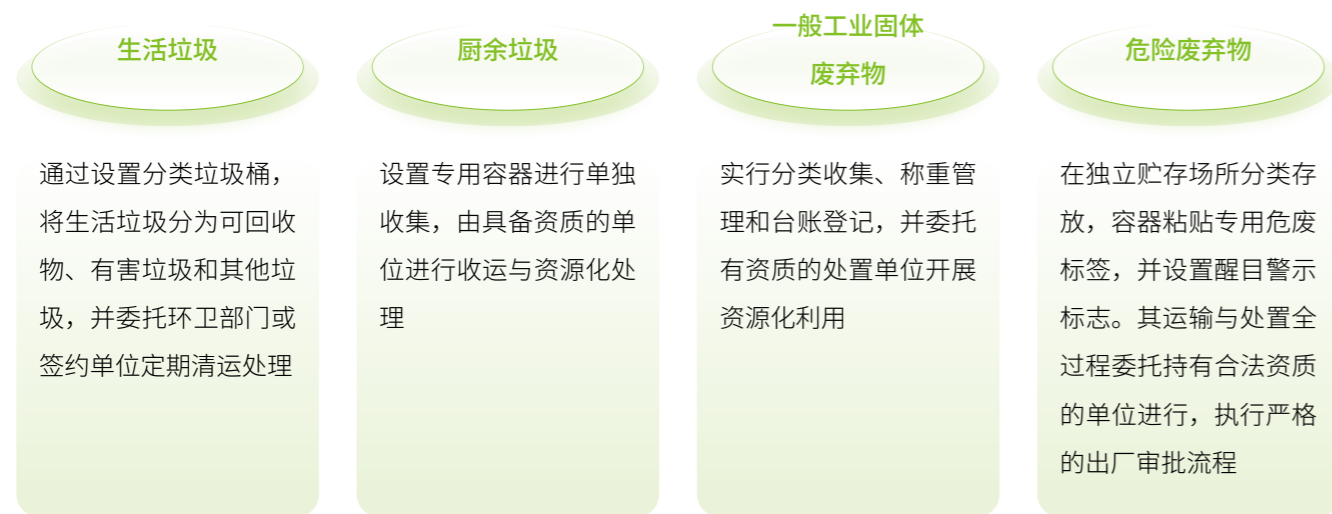 生活垃圾
通过设置分类垃圾桶，
将生活垃圾分为可回收
物、有害垃圾和其他垃
圾，并委托环卫部门或
签约单位定期清运处理
厨余垃圾
设置专用容器进行单独
收集，由具备资质的单
位进行收运与资源化处
理
一般工业固体
废弃物
实行分类收集、称重管
理和台账登记，并委托
有资质的处置单位开展
资源化利用
危险废弃物
在独立贮存场所分类存
放，容器粘贴专用危废
标签，并设置醒目警示
标志。其运输与处置全
过程委托持有合法资质
的单位进行，执行严格
的出厂审批流程